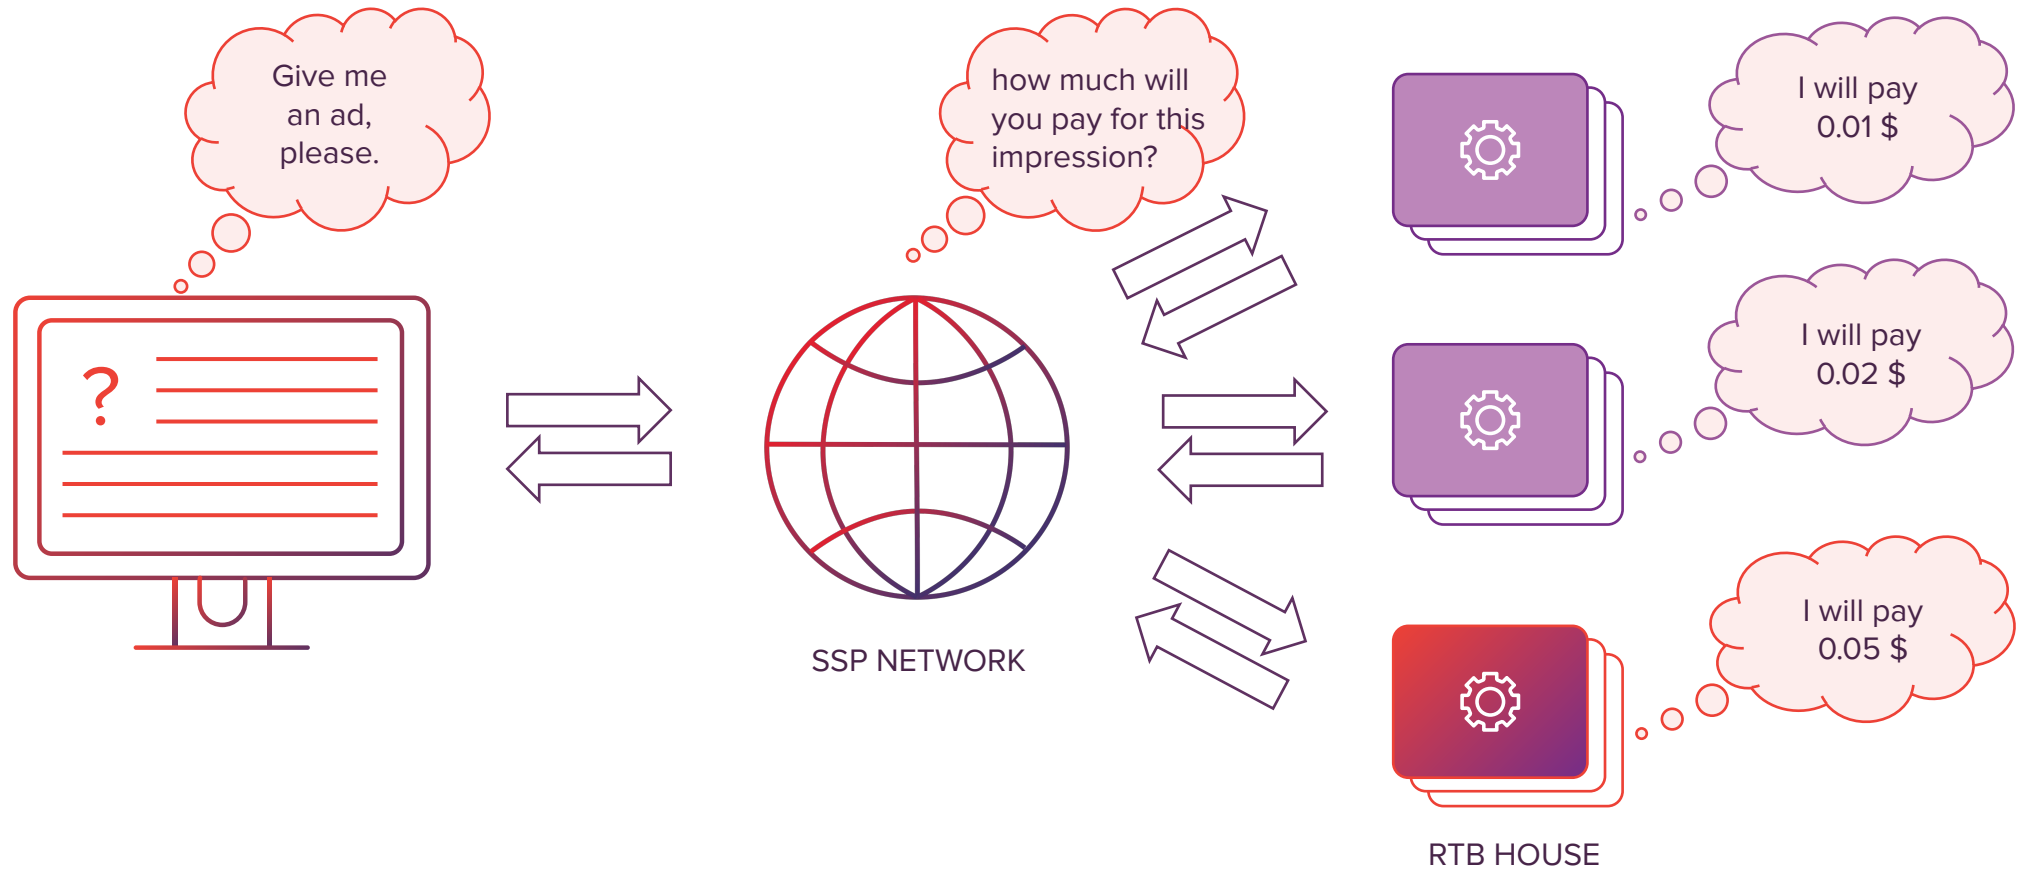 Give me
an ad,
please.
?
how much will
you pay for this
impression?
SSP NETWORK
I will pay
0.01 $
I will pay
0.02 $
I will pay
0.05 $
RTB HOUSE